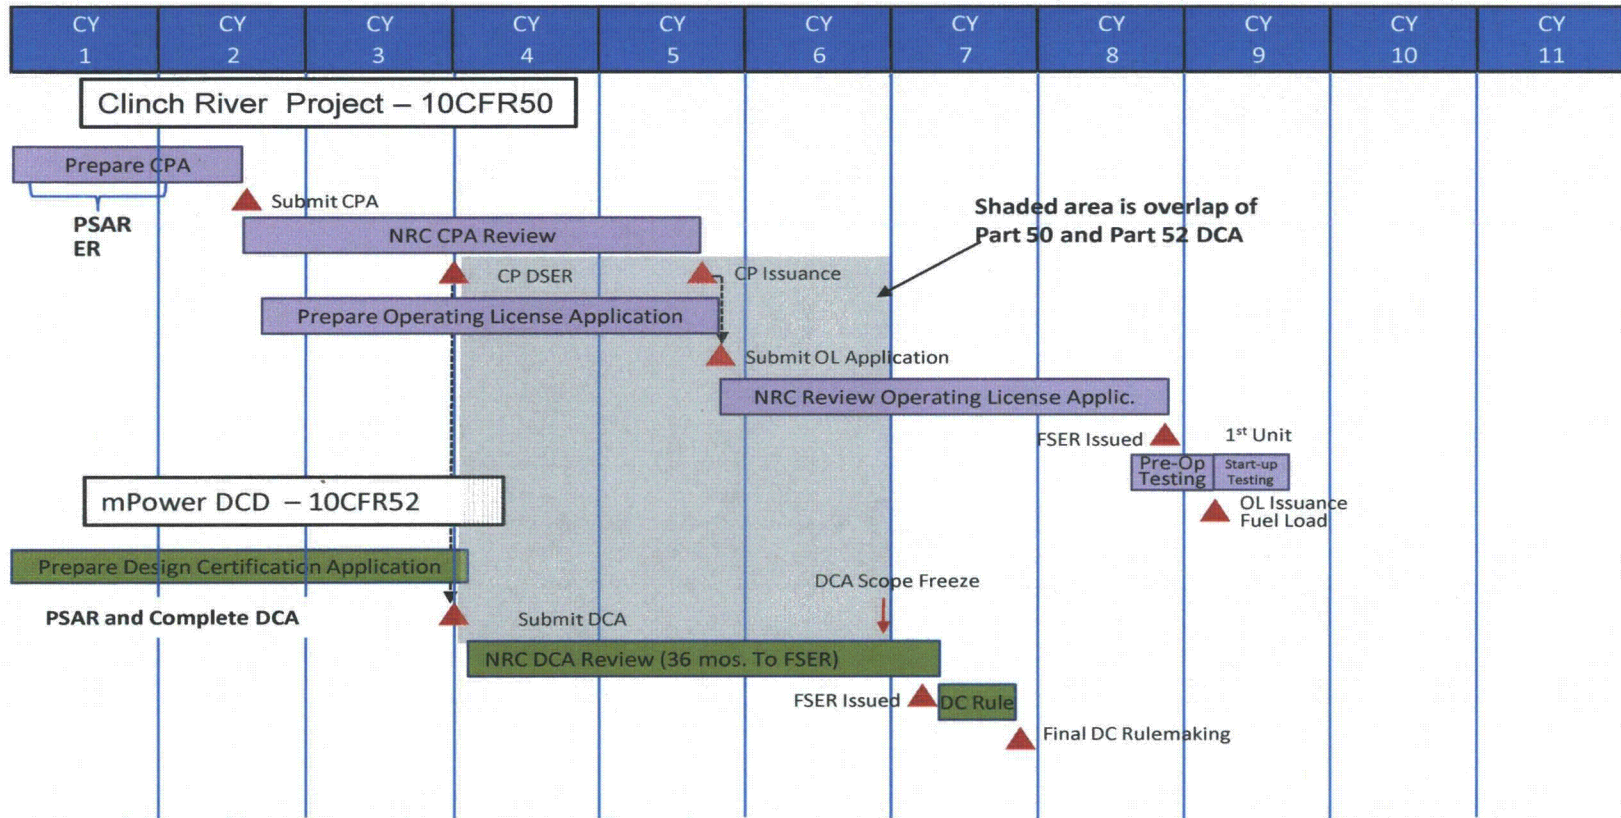 CY CY CY CY CY CY CY CY CY CY CY
1 2 3 4 5 6 7 8 9 10 11
Clinch River Project – 10CFR50
Prepare CPA
Submit CPA
PSAR
ER
NRC CPA Review
Shaded area is overlap of
Part 50 and Part 52 DCA
CP DSER
CP Issuance
Prepare Operating License Application
Submit OL Application
NRC Review Operating License Applic.
FSER Issued
1st Unit
Pre-Op
Testing
Start-up
Testing
OL Issuance
Fuel Load
mPower DCD – 10CFR52
Prepare Design Certification Application
DCA Scope Freeze
PSAR and Complete DCA
Submit DCA
NRC DCA Review (36 mos. To FSER)
FSER Issued
DC Rule
Final DC Rulemaking